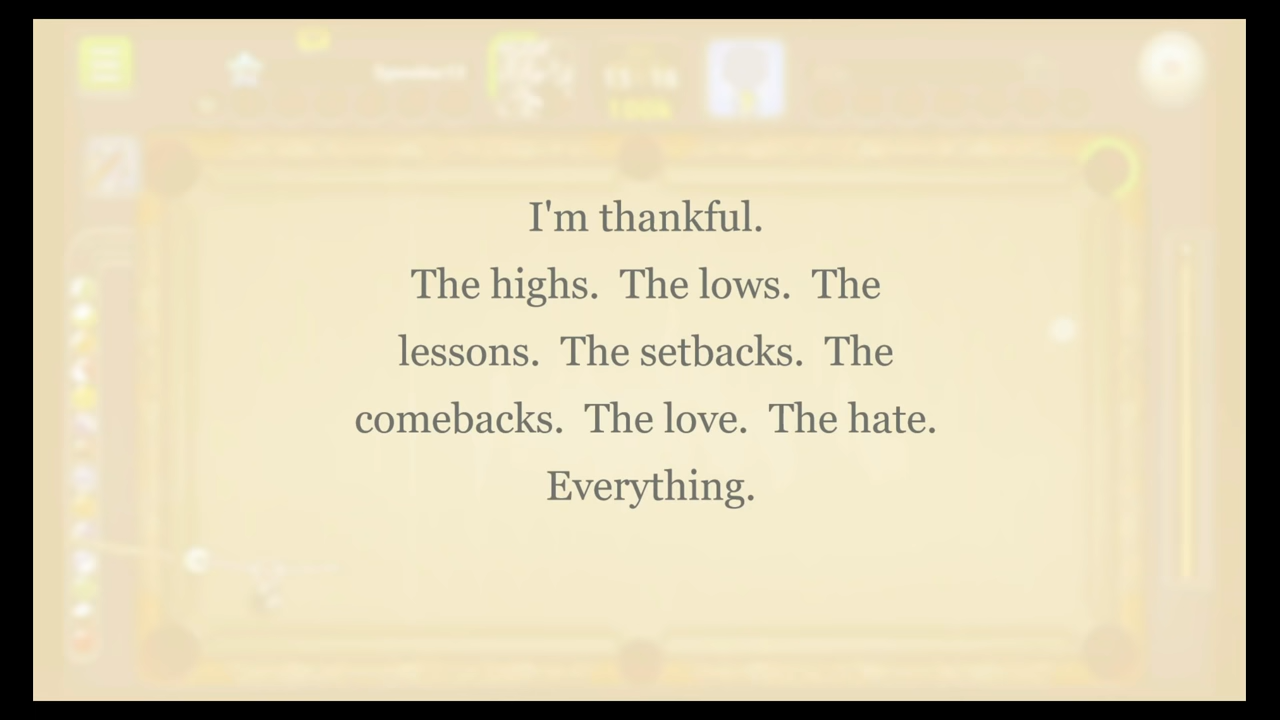 I'm thankful.
The highs.  The lows.  The
lessons.  The setbacks.  The
comebacks.  The love.  The hate.
Everything.